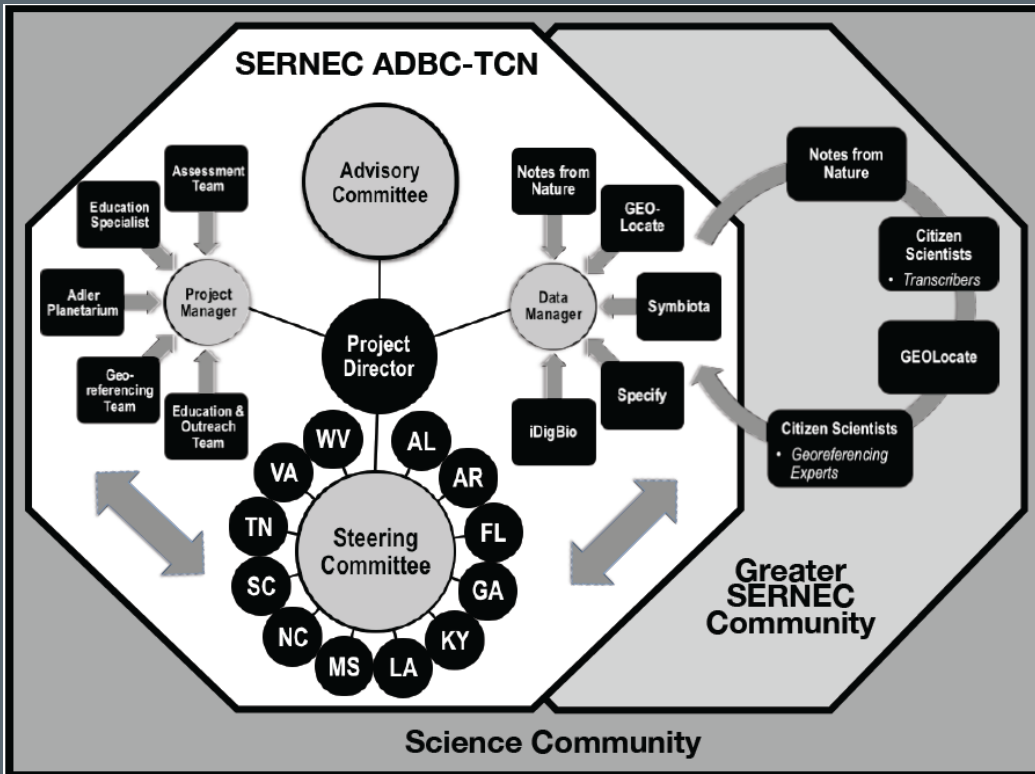 SERNEC ADBC-TCN
Advisory
Committee
Assessment
Team
Education
Specialist
Adler
Planetarium
Geo-
referencing
Team
Education &
Outreach
Team
Project
Manager
Project
Director
Notes from
Nature
GEO-
Locate
Symbiota
Specify
iDigBio
Data
Manager
Steering
Committee
WV
VA
TN
SC
NC
MS
LA
KY
GA
FL
AR
AL
Notes from
Nature
Citizen
Scientists
• Transcribers
GEOLocate
Citizen Scientists
• Georeferencing
Experts
Greater
SERNEC
Community
Science Community